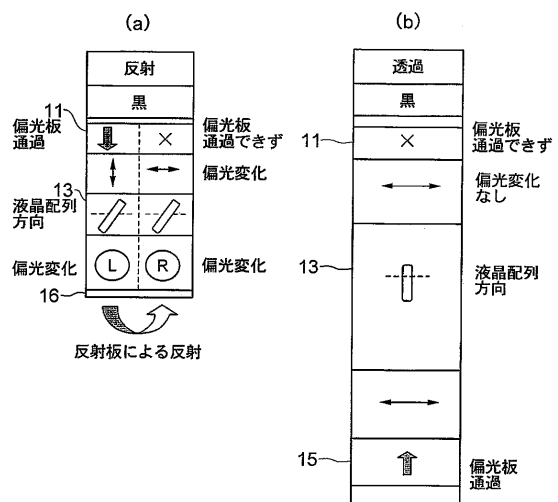 (a)
反射
黒
11
偏光板
通過
×
偏光板
通過できず
偏光変化
13
液晶配列
方向
偏光変化
L
R
偏光変化
16
反射板による反射
(b)
透過
黒
11
×
偏光板
通過できず
偏光変化
なし
13
液晶配列
方向
15
偏光板
通過